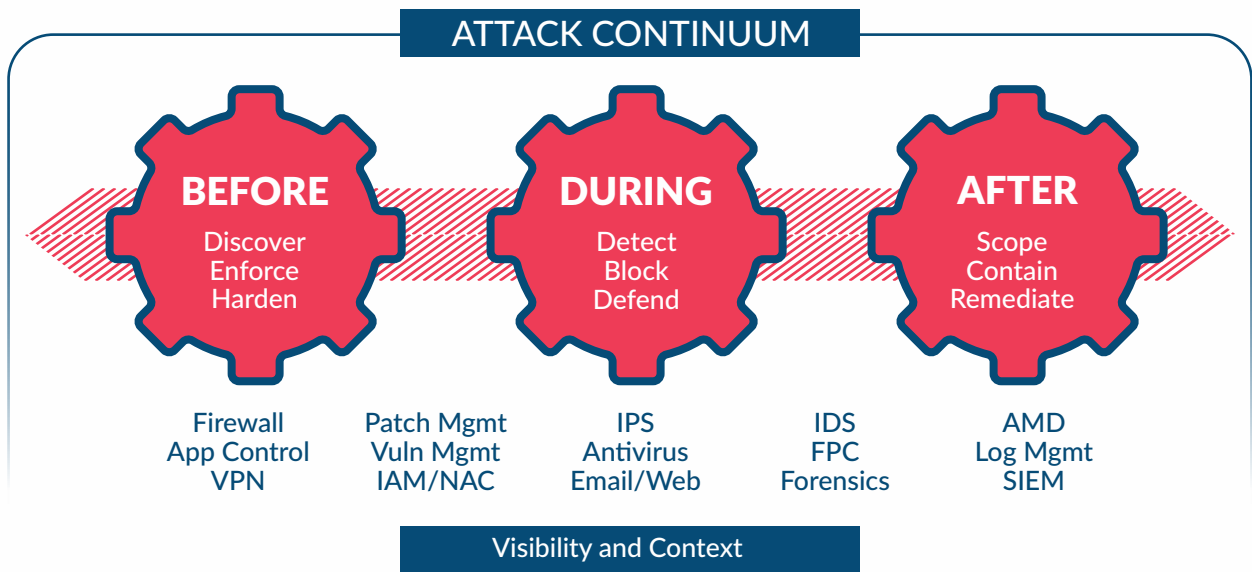 ATTACK CONTINUUM
BEFORE
Discover
Enforce
Harden
DURING
Detect
Block
Defend
AFTER
Scope
Contain
Remediate
Firewall
App Control
VPN
Patch Mgmt
Vuln Mgmt
IAM/NAC
IPS
Antivirus
Email/Web
IDS
FPC
Forensics
AMD
Log Mgmt
SIEM
Visibility and Context